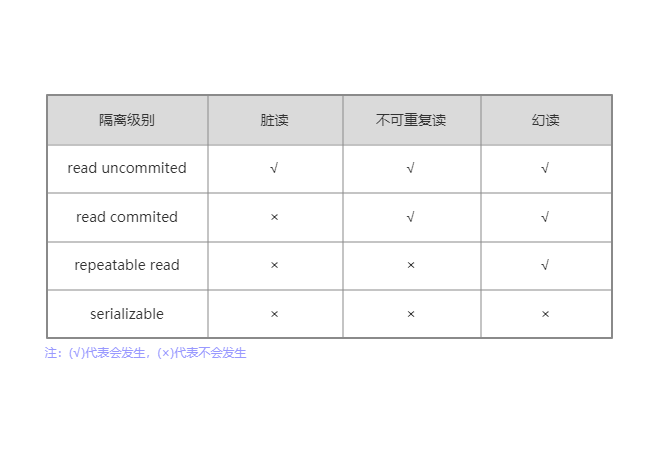 隔离级别 脏读 不可重复读 幻读
read uncommited √ √ √
read commited × √ √
repeatable read × × √
serializable × × ×
注：(√)代表会发生，(×)代表不会发生